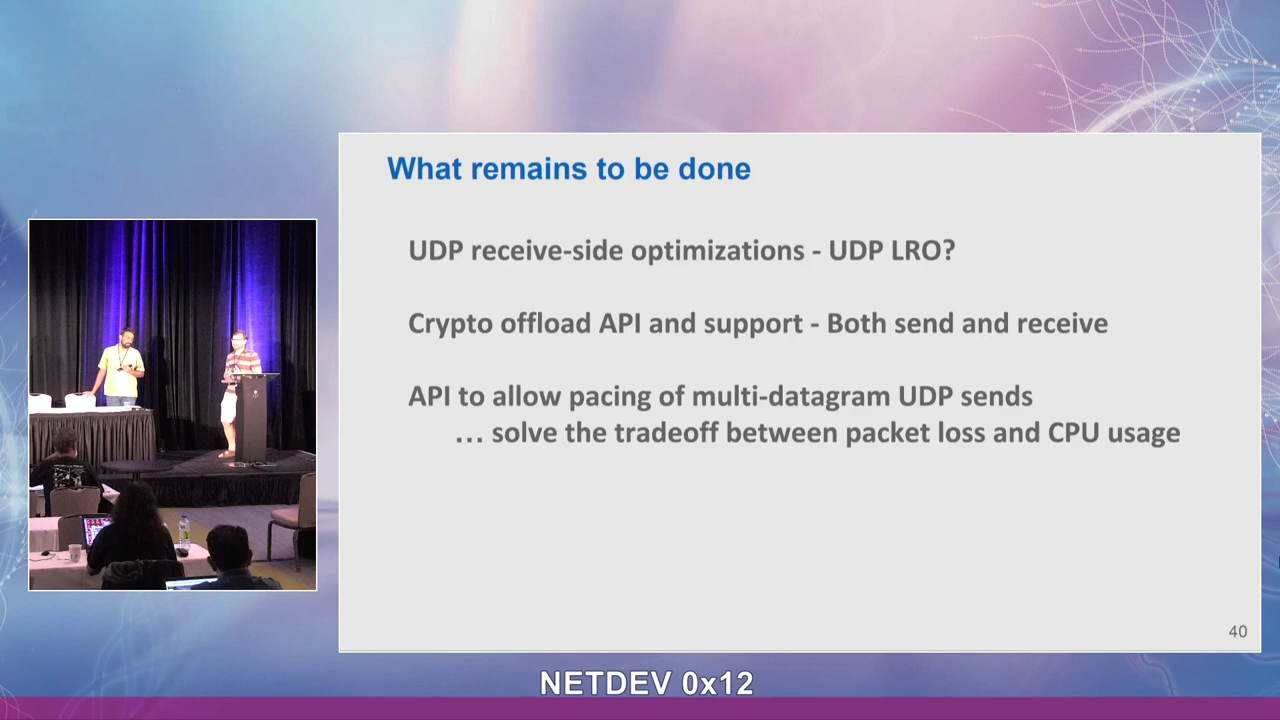 What remains to be done
UDP receive-side optimizations - UDP LRO?
Crypto offload API and support - Both send and receive
API to allow pacing of multi-datagram UDP sends
... solve the tradeoff between packet loss and CPU usage
40
NETDEV 0x12